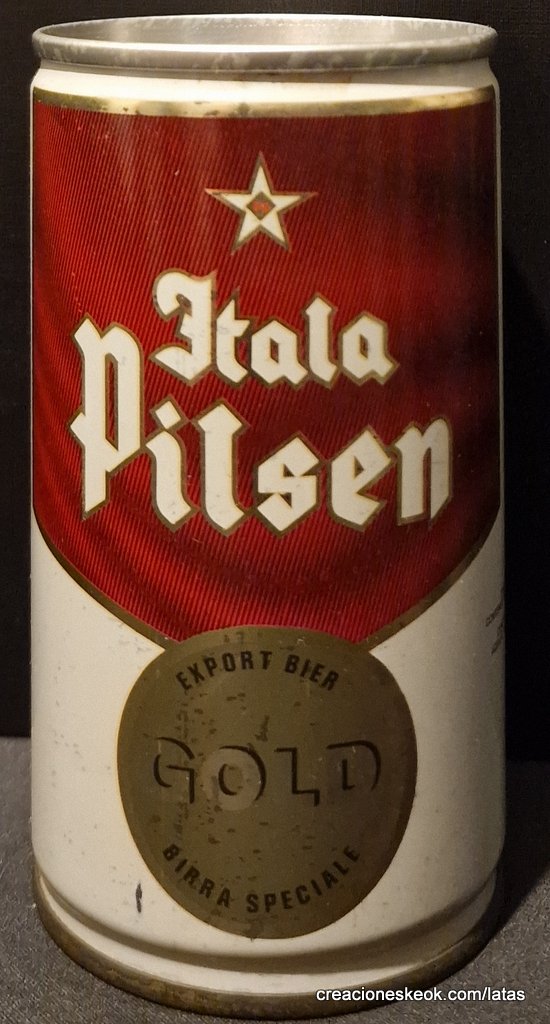 Itala
Pilsen
EXPORT BIER
GOLD
BIRRA SPECIALE
creacioneskeok.com/latas